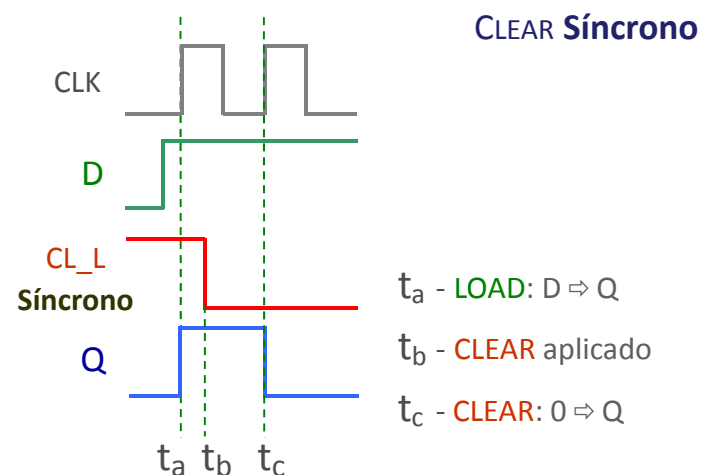 CLEAR Síncrono
CLK
D
CL_L
Síncrono
Q
ta - LOAD: D ⇨ Q
tb - CLEAR aplicado
tc - CLEAR: 0 ⇨ Q
ta tb tc